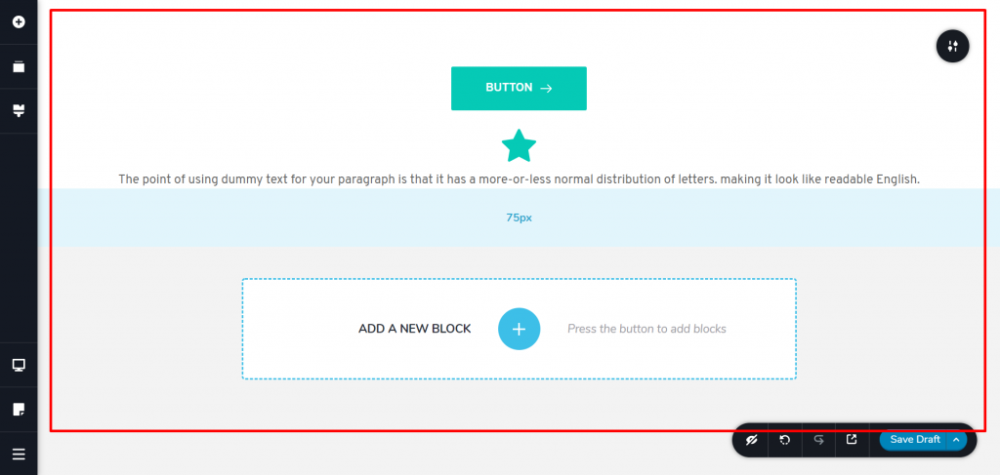 BUTTON
The point of using dummy text for your paragraph is that it has a more-or-less normal distribution of letters. making it look like readable English.
75px
ADD A NEW BLOCK
Press the button to add blocks
Save Draft